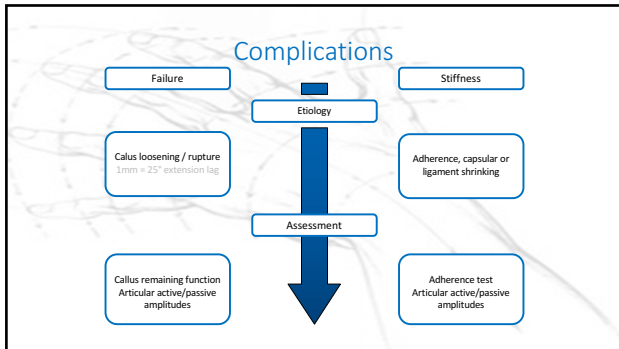 Complications
Failure
Stiffness
Etiology
Calus loosening / rupture
1mm = 25° extension lag
Adherence, capsular or
ligament shrinking
Assessment
Callus remaining function
Articular active/passive
amplitudes
Adherence test
Articular active/passive
amplitudes